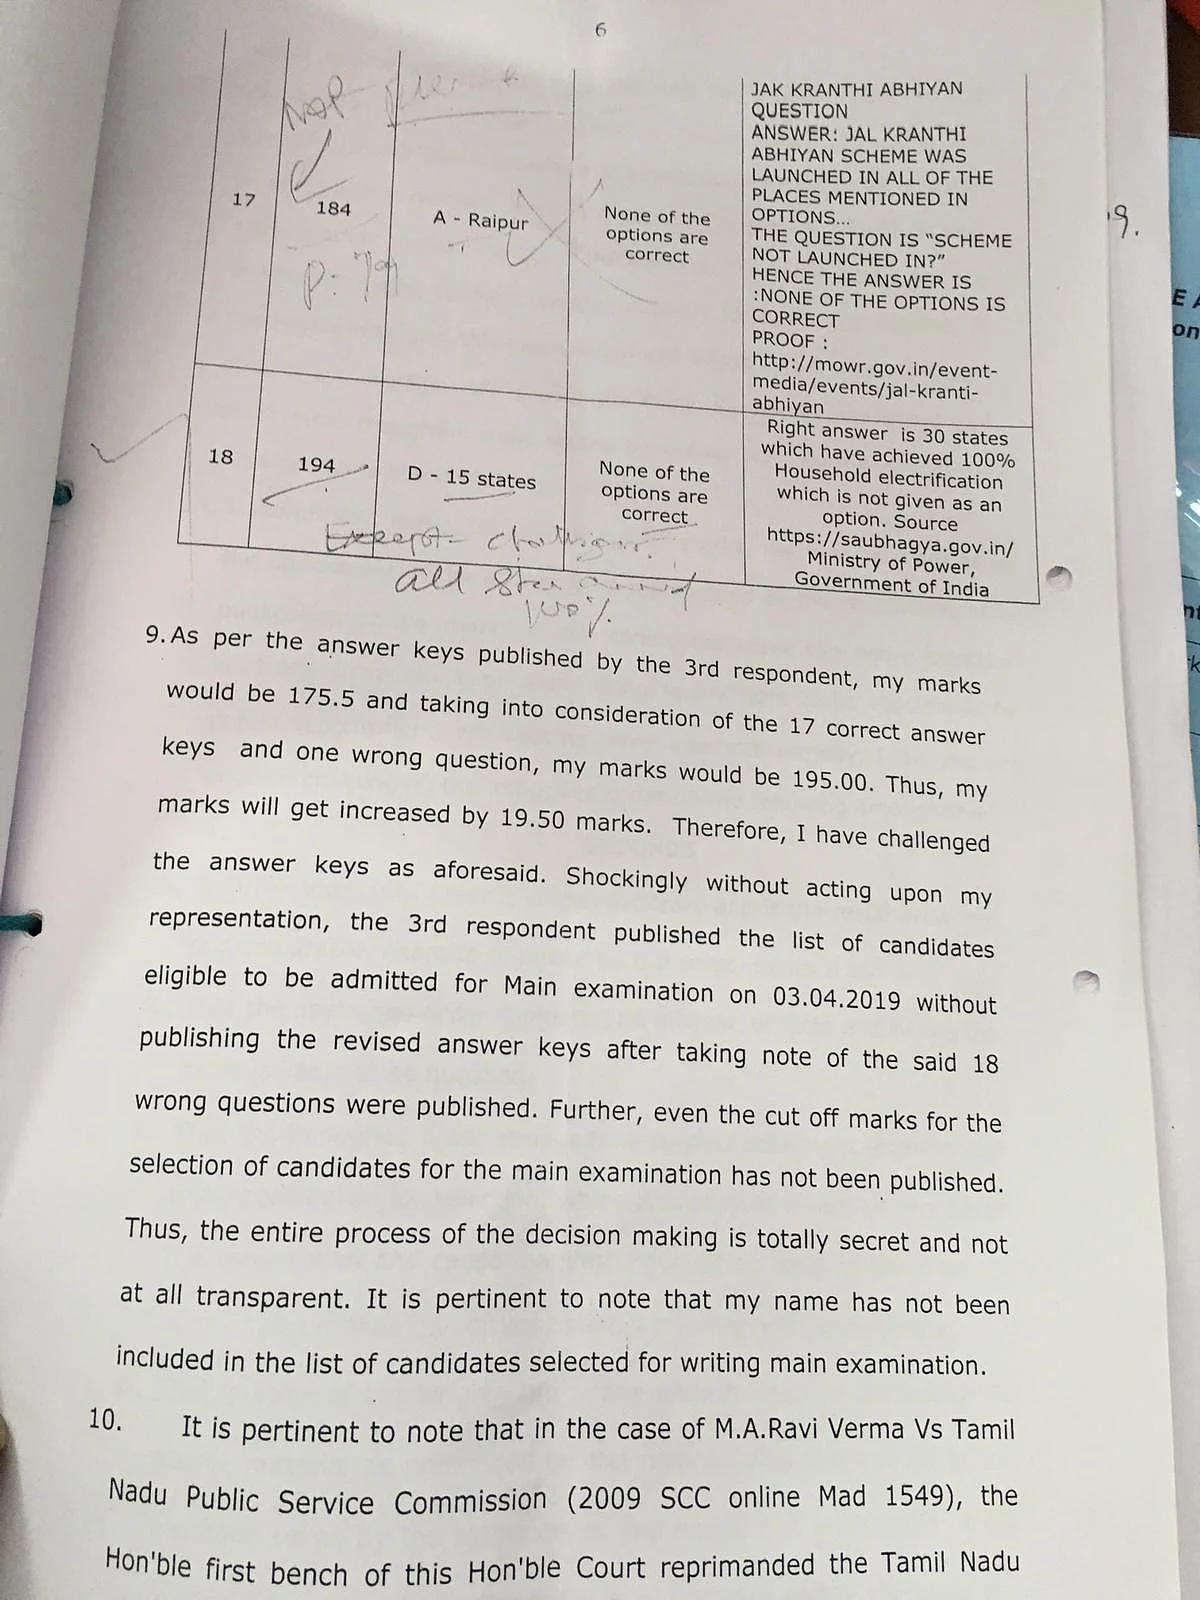 6
17
184
P-79
A - Raipur
None of the
options are
correct
JAK KRANTHI ABHIYAN
QUESTION
ANSWER: JAL KRANTHI
ABHIYAN SCHEME WAS
LAUNCHED IN ALL OF THE
PLACES MENTIONED IN
OPTIONS...
THE QUESTION IS "SCHEME
NOT LAUNCHED IN?"
HENCE THE ANSWER IS
:NONE OF THE OPTIONS IS
CORRECT
PROOF :
http://mowr.gov.in/event-
media/events/jal-kranti-
abhiyan
18
194
D - 15 states
None of the
options are
correct
Right answer is 30 states
which have achieved 100%
Household electrification
which is not given as an
option. Source
https://saubhagya.gov.in/
Ministry of Power,
Government of India
Except
all
100%
9. As per the answer keys published by the 3rd respondent, my marks
would be 175.5 and taking into consideration of the 17 correct answer
keys and one wrong question, my marks would be 195.00. Thus, my
marks will get increased by 19.50 marks. Therefore, I have challenged
the answer keys as aforesaid. Shockingly without acting upon my
representation, the 3rd respondent published the list of candidates
eligible to be admitted for Main examination on 03.04.2019 without
publishing the revised answer keys after taking note of the said 18
wrong questions were published. Further, even the cut off marks for the
selection of candidates for the main examination has not been published.
Thus, the entire process of the decision making is totally secret and not
at all transparent. It is pertinent to note that my name has not been
included in the list of candidates selected for writing main examination.
10. It is pertinent to note that in the case of M.A.Ravi Verma Vs Tamil
Nadu Public Service Commission (2009 SCC online Mad 1549), the
Hon'ble first bench of this Hon'ble Court reprimanded the Tamil Nadu
9.